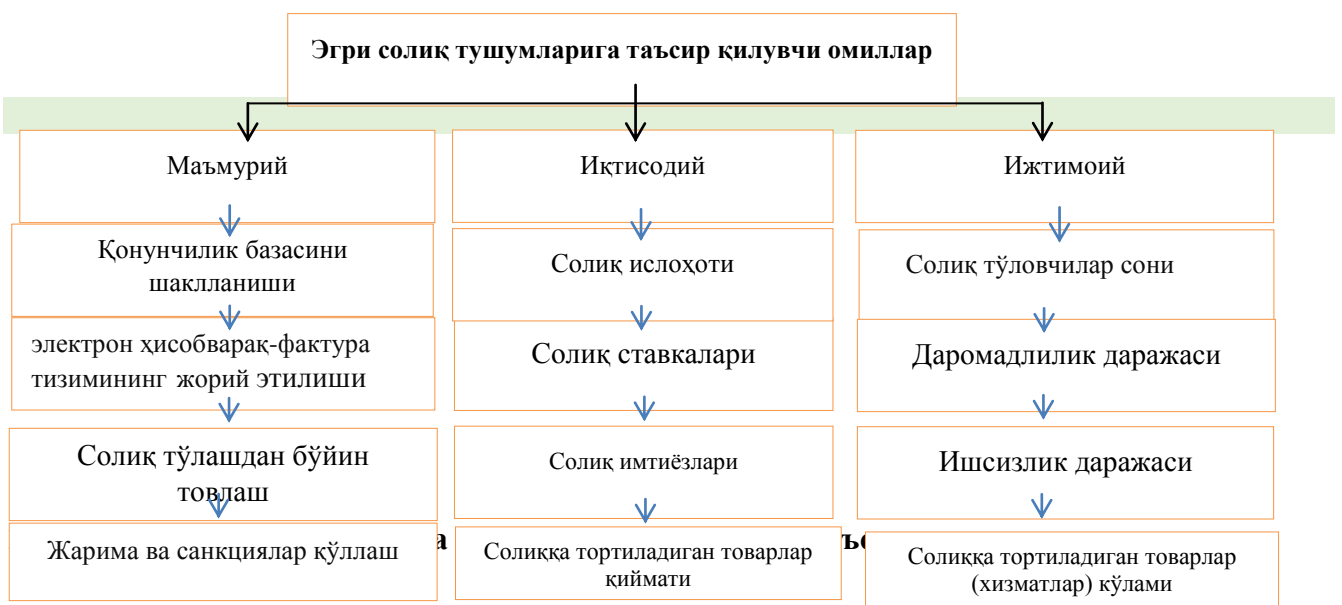 Эгри солиқ тушумларига таъсир қилувчи омиллар
Маъмурий
Қонунчилик базасини
шаклланиши
электрон ҳисобварақ-фактура
тизимининг жорий этилиши
Солиқ тўлашдан бўйин
товлаш
Жарима ва санкциялар қўллаш
Иқтисодий
Солиқ ислоҳоти
Солиқ ставкалари
Солиқ имтиёзлари
Солиққа тортиладиган товарлар
қиймати
Ижтимоий
Солиқ тўловчилар сони
Даромадлилик даражаси
Ишсизлик даражаси
Солиққа тортиладиган товарлар
(хизматлар) кўлами